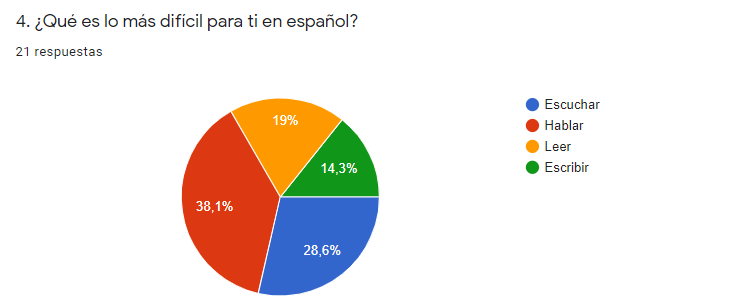 4. ¿Qué es lo más difícil para ti en español?
21 respuestas
19%
14,3%
38,1%
28,6%
Escuchar
Hablar
Leer
Escribir